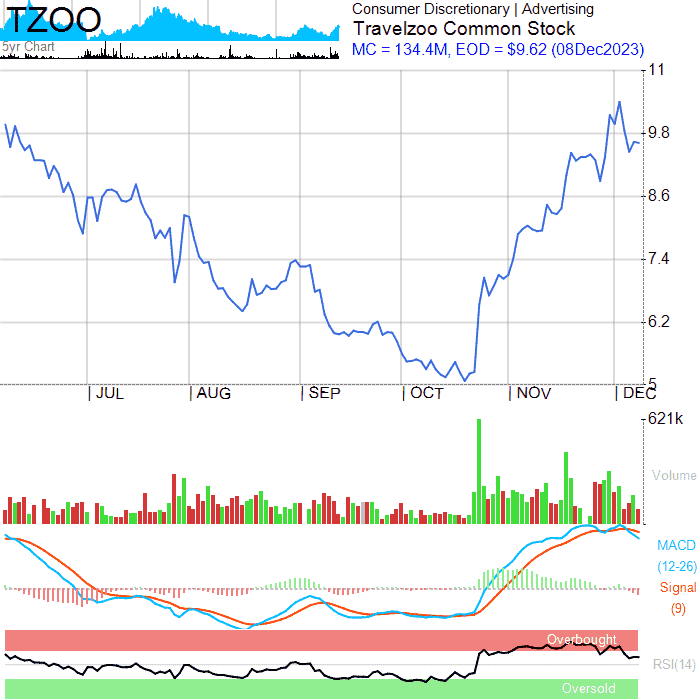 TZOO
5yr Chart
Consumer Discretionary | Advertising
Travelzoo Common Stock
MC = 134.4M, EOD = $9.62 (08Dec2023)
11
9.8
8.6
7.4
6.2
5
JUL
AUG
SEP
OCT
NOV
DEC
621k
Volume
MACD
(12-26)
Signal
(9)
Overbought
RSI(14)
Oversold